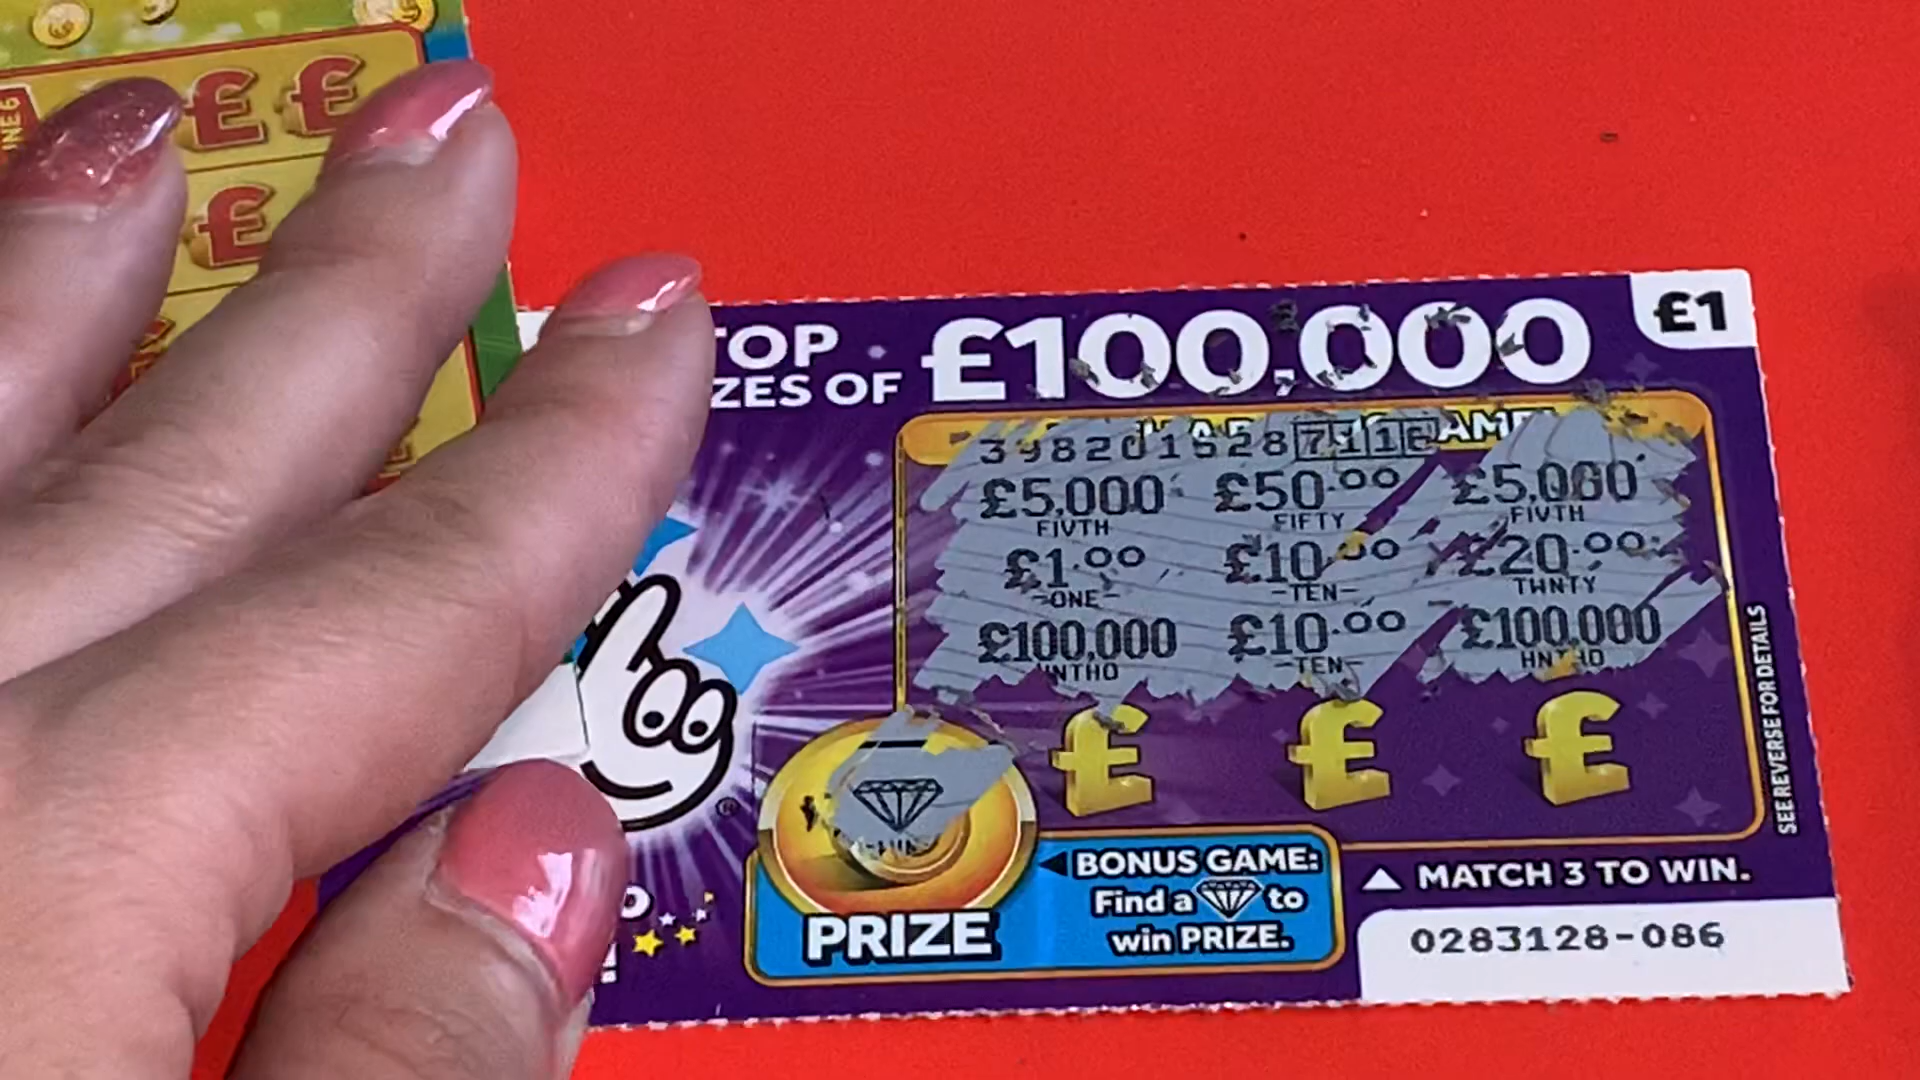 £ £
£
TOP
ZES OF
£100,000
£1
£5,000 £50.00 £5,000
FIVTH FIFTY FIVTH
£1.00 £10.00 £20.00
-ONE- -TEN- TWNTY
£100,000 £10.00 £100,000
NTHO -TEN-
£ £ £
SEE REVERSE FOR DETAILS
BONUS GAME:
Find a to
win PRIZE.
PRIZE
MATCH 3 TO WIN.
0283128-086